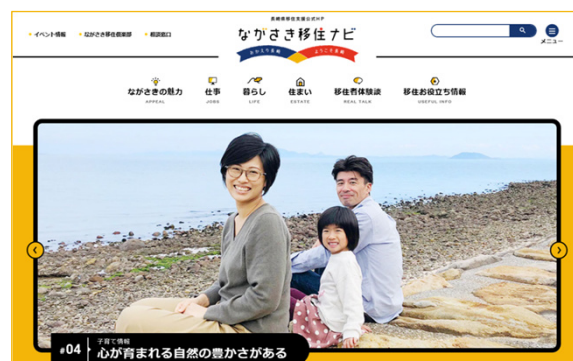 長崎県移住支援公式HP
ながさき移住ナビ
おかえり長崎 ようこそ長崎
イベント情報 ながさき移住倶楽部 相談窓口
メニュー
ながさきの魅力 仕事 暮らし 住まい 移住者体験談 移住お役立ち情報
APPEAL JOBS LIFE ESTATE REAL TALK USEFUL INFO
#04 子育て情報
心が育まれる自然の豊かさがある